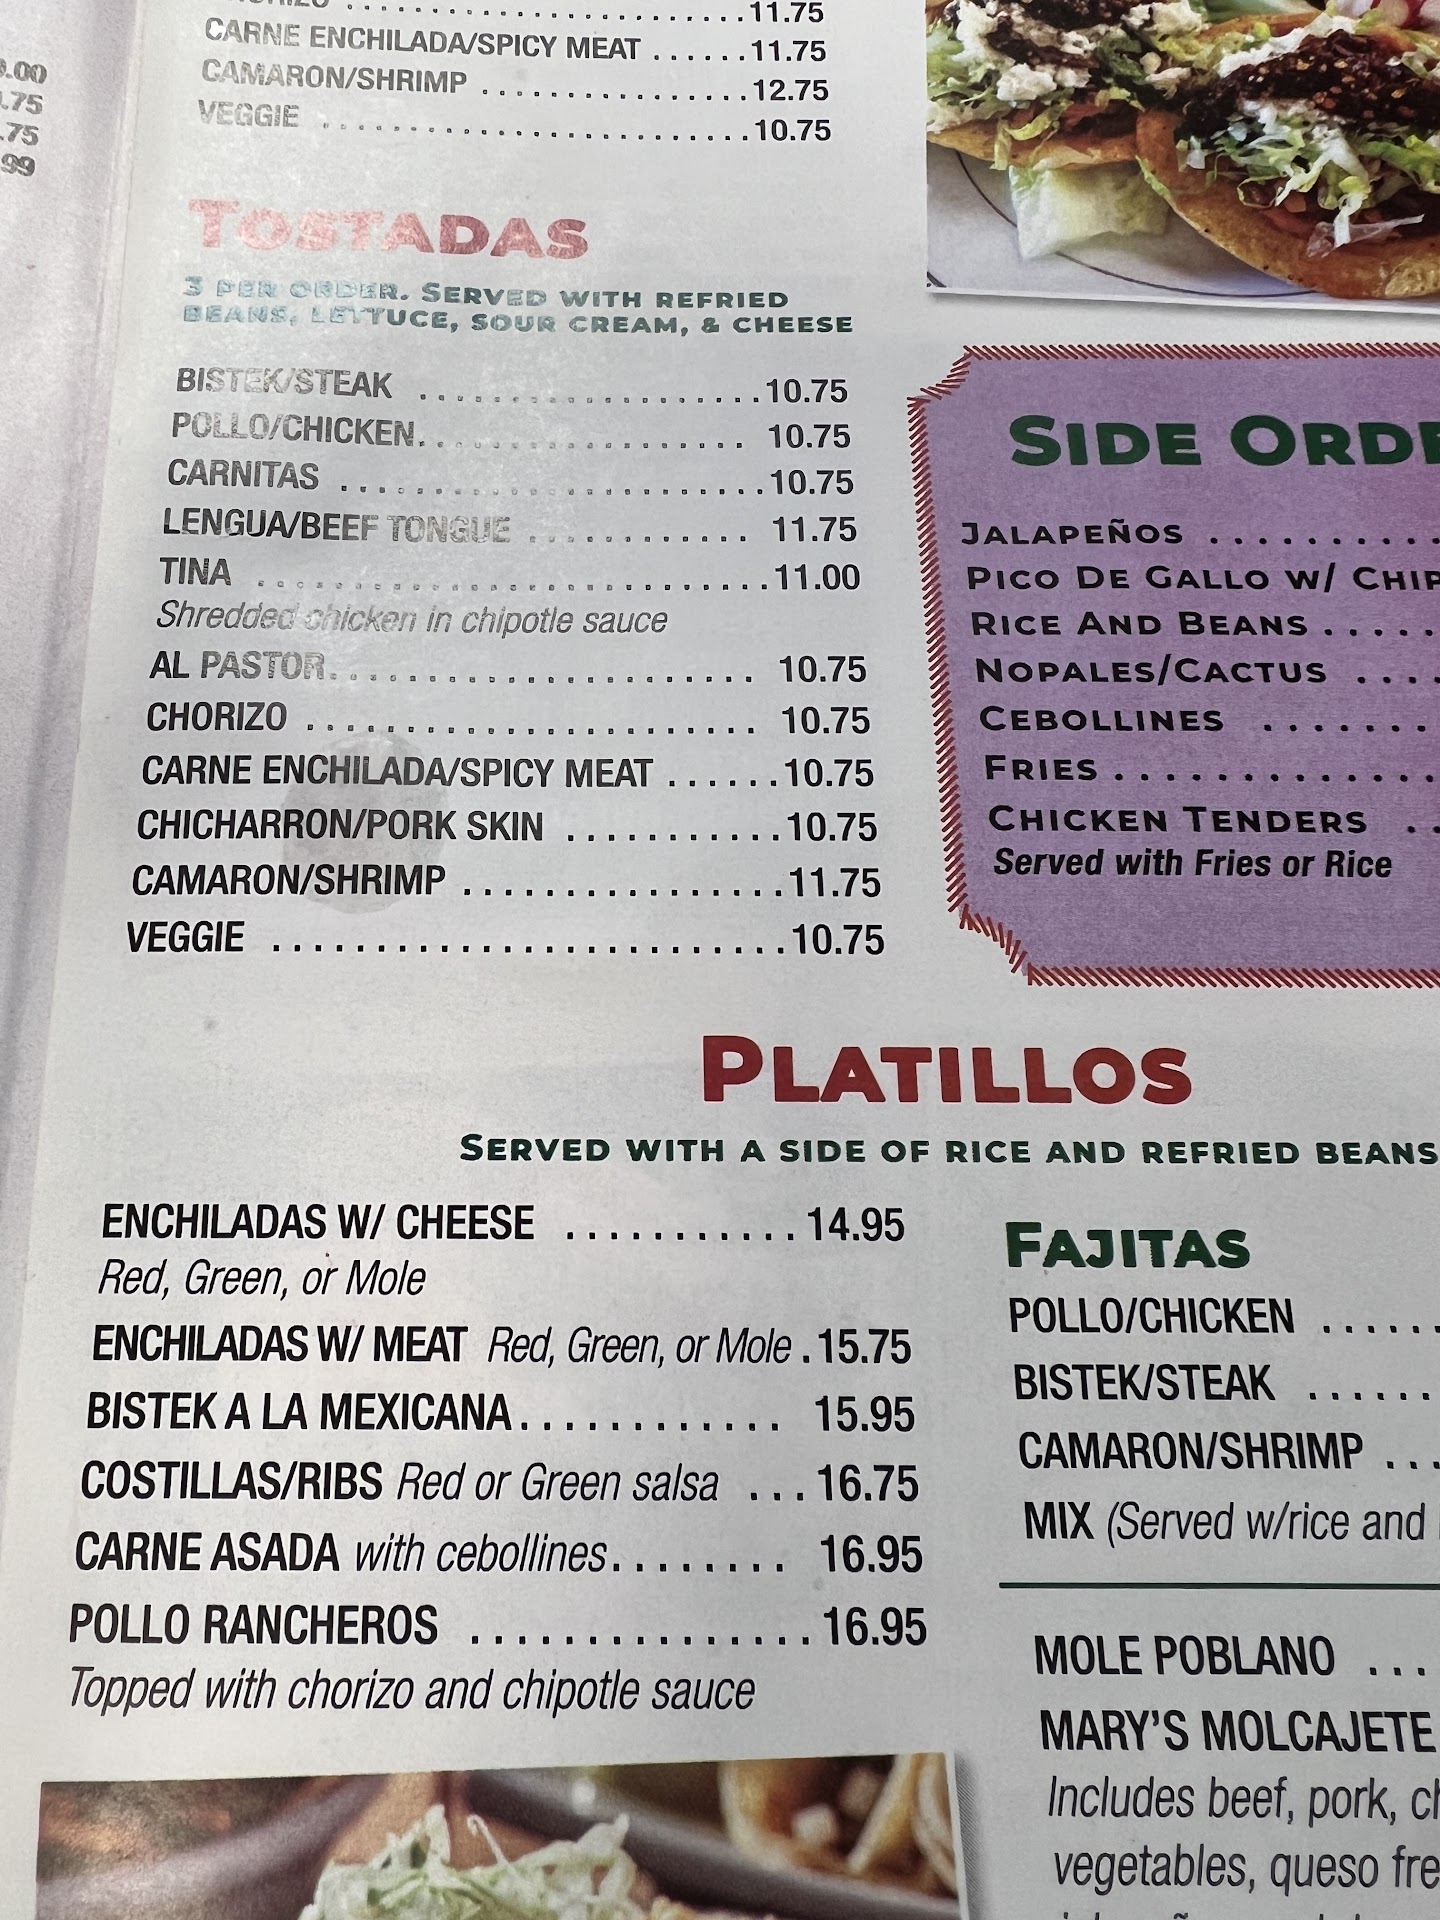 11.75
CARNE ENCHILADA/SPICY MEAT ......11.75
CAMARON/SHRIMP ................12.75
VEGGIE .........................10.75
.00
.75
.75
.99
TOSTADAS
3 PER ORDER. SERVED WITH REFRIED
BEANS, LETTUCE, SOUR CREAM, & CHEESE
BISTEK/STEAK ....................10.75
POLLO/CHICKEN................... 10.75
CARNITAS ......................10.75
LENGUA/BEEF TONGUE ............ 11.75
TINA ...........................11.00
Shredded chicken in chipotle sauce
AL PASTOR...................... 10.75
CHORIZO ....................... 10.75
CARNE ENCHILADA/SPICY MEAT ......10.75
CHICHARRON/PORK SKIN ...........10.75
CAMARON/SHRIMP ................11.75
VEGGIE .........................10.75
SIDE
JALAPEÑOS ..........
PICO DE GALLO W/
RICE AND BEANS .....
NOPALES/CACTUS ....
CEBOLLINES ........
FRIES .............
CHICKEN TENDERS ..
Served with Fries or Rice
PLATILLOS
SERVED WITH A SIDE OF RICE AND REFRIED BEANS
ENCHILADAS W/ CHEESE ...........14.95
Red, Green, or Mole
ENCHILADAS W/ MEAT Red, Green, or Mole .15.75
BISTEK A LA MEXICANA............ 15.95
COSTILLAS/RIBS Red or Green salsa ...16.75
CARNE ASADA with cebollines........ 16.95
POLLO RANCHEROS ...............16.95
Topped with chorizo and chipotle sauce
FAJITAS
POLLO/CHICKEN ......
BISTEK/STEAK .......
CAMARON/SHRIMP ...
MIX (Served w/rice and
MOLE POBLANO ....
MARY'S MOLCAJETE
Includes beef, pork,
vegetables, queso